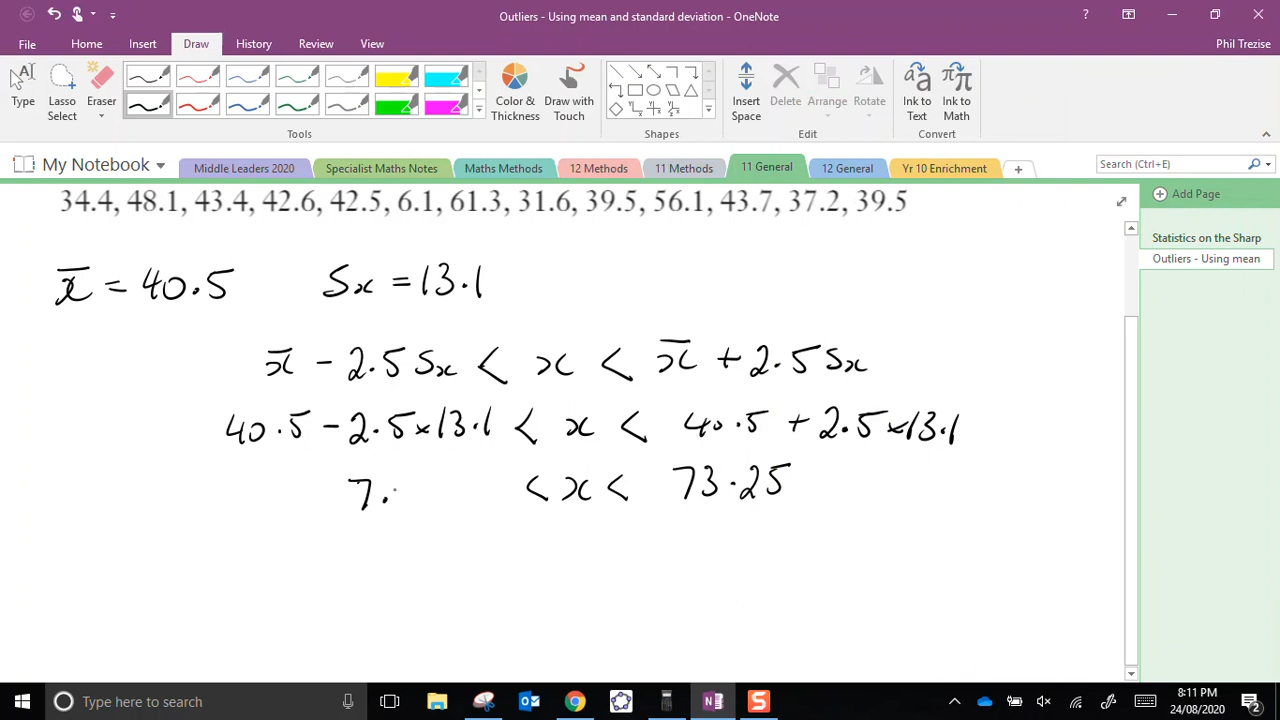 Outliers - Using mean and standard deviation - OneNote
File Home Insert Draw History Review View Phil Trezise
Type Lasso Select Eraser Color & Thickness Draw with Touch Insert Space Delete Arrange Rotate Ink to Text Ink to Math
Tools Shapes Edit Convert
My Notebook Middle Leaders 2020 Specialist Maths Notes Maths Methods 12 Methods 11 Methods 11 General 12 General Yr 10 Enrichment Search (Ctrl+E)
Add Page
34.4, 48.1, 43.4, 42.6, 42.5, 6.1, 61.3, 31.6, 39.5, 56.1, 43.7, 37.2, 39.5
Statistics on the Sharp
Outliers - Using mean
x̄ = 40.5 Sx = 13.1
x̄ - 2.5Sx < x < x̄ + 2.5Sx
40.5 - 2.5×13.1 < x < 40.5 + 2.5×13.1
7. < x < 73.25
Type here to search
8:11 PM
24/08/2020
2